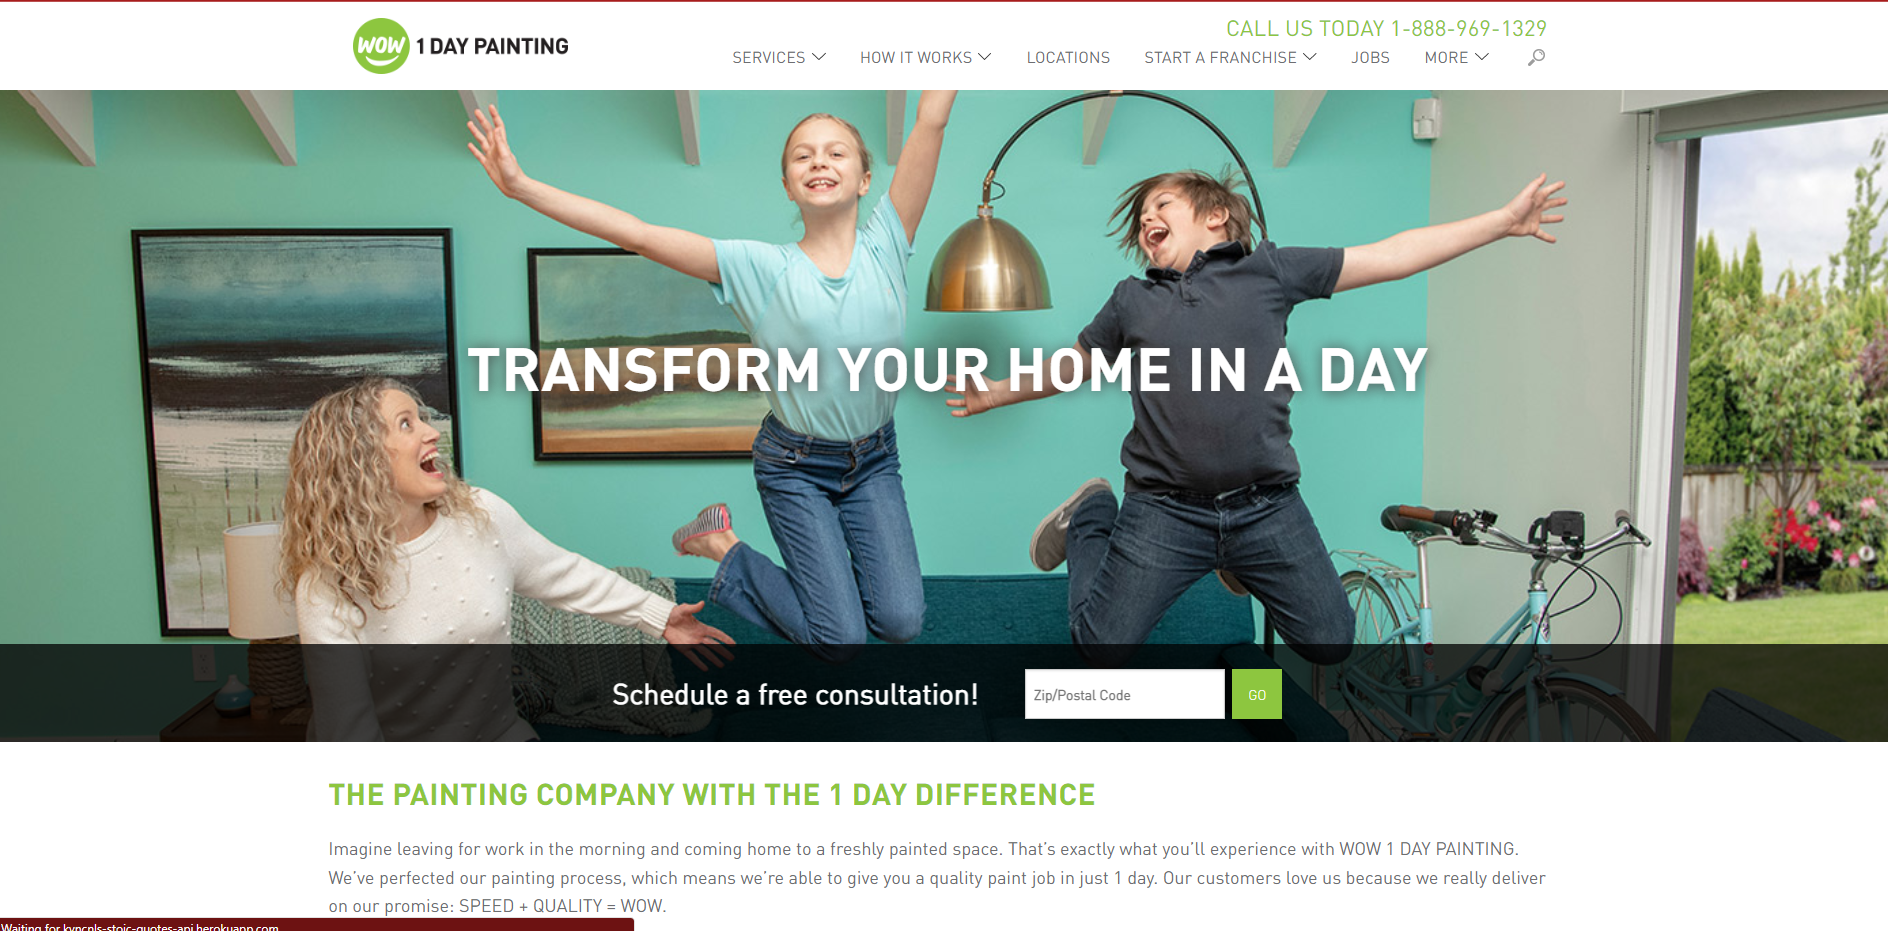 WOW 1 DAY PAINTING
CALL US TODAY 1-888-969-1329
SERVICES HOW IT WORKS LOCATIONS START A FRANCHISE JOBS MORE
TRANSFORM YOUR HOME IN A DAY
Schedule a free consultation!
Zip/Postal Code
GO
THE PAINTING COMPANY WITH THE 1 DAY DIFFERENCE
Imagine leaving for work in the morning and coming home to a freshly painted space. That's exactly what you'll experience with WOW 1 DAY PAINTING.
We've perfected our painting process, which means we're able to give you a quality paint job in just 1 day. Our customers love us because we really deliver
on our promise: SPEED + QUALITY = WOW.
Waiting for kyncnls-stoic-quotes-api.herokuapp.com